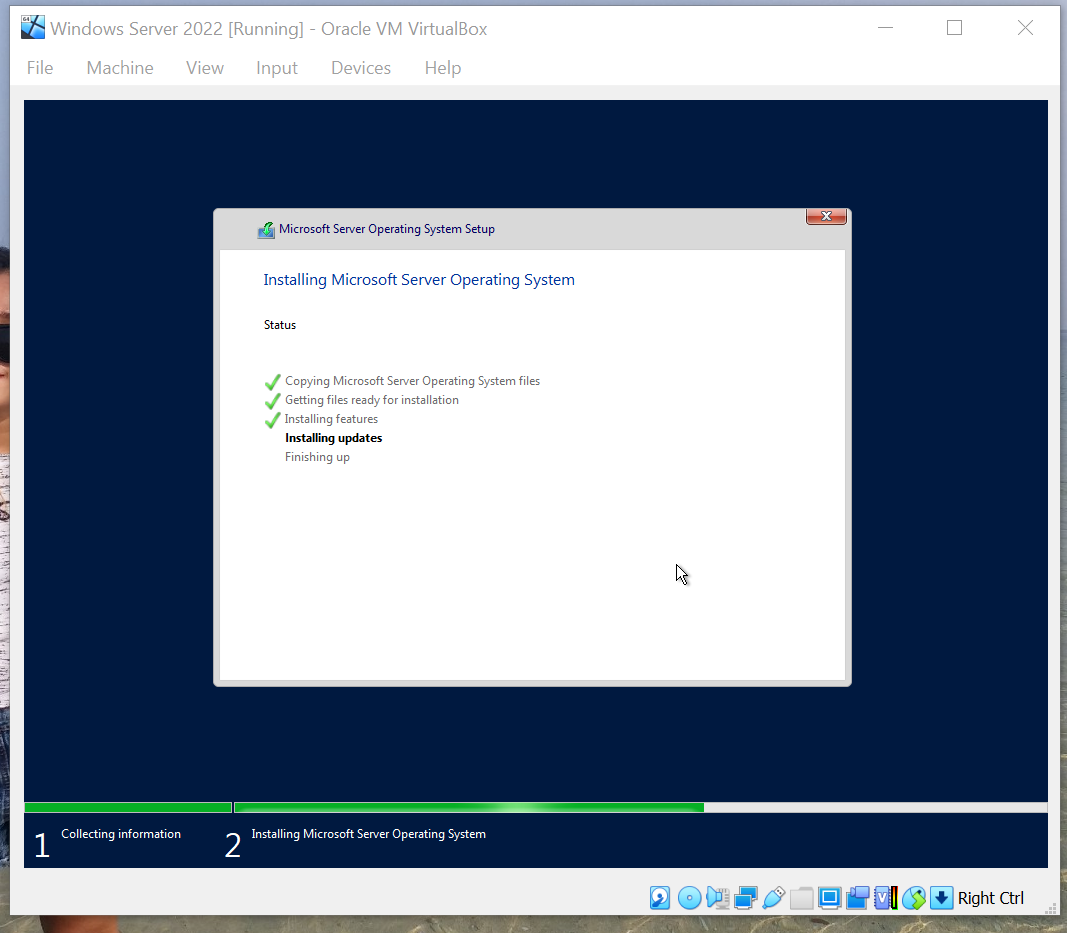 Windows Server 2022 [Running] - Oracle VM VirtualBox
File Machine View Input Devices Help
Microsoft Server Operating System Setup
Installing Microsoft Server Operating System
Status
Copying Microsoft Server Operating System files
Getting files ready for installation
Installing features
Installing updates
Finishing up
1 Collecting information 2 Installing Microsoft Server Operating System
Right Ctrl